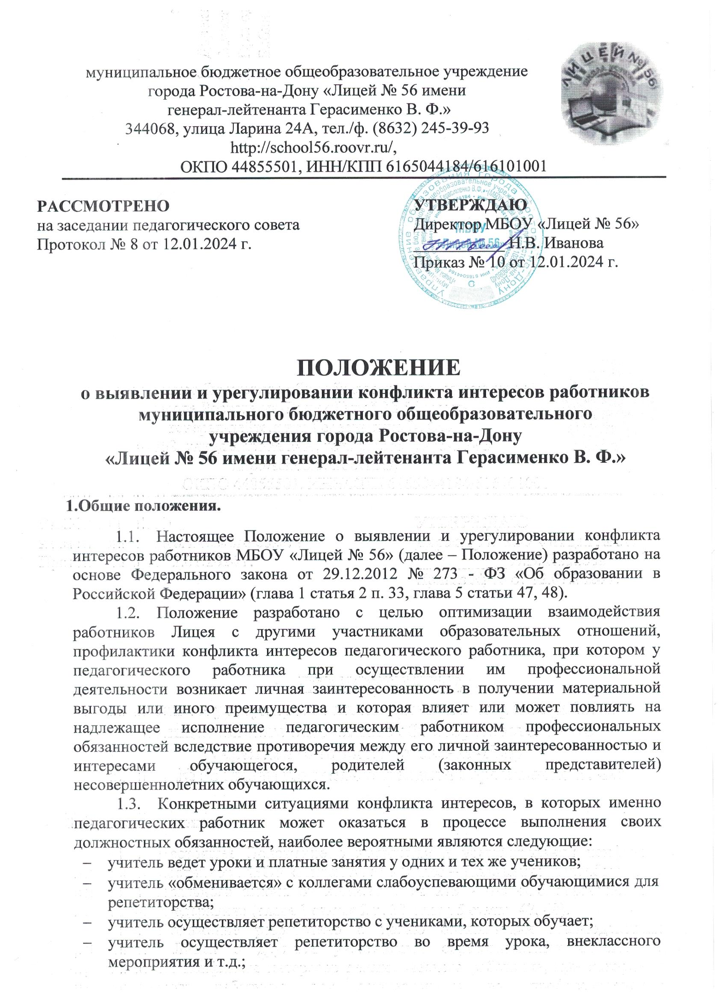 ЛИЦЕЙ № 56
муниципальное бюджетное общеобразовательное учреждение
города Ростова-на-Дону «Лицей № 56 имени
генерал-лейтенанта Герасименко В. Ф.»
344068, улица Ларина 24А, тел./ф. (8632) 245-39-93
http://school56.roovr.ru/,
ОКПО 44855501, ИНН/КПП 6165044184/616101001
РАССМОТРЕНО
на заседании педагогического совета
Протокол № 8 от 12.01.2024 г.
УТВЕРЖДАЮ
Директор МБОУ «Лицей № 56»
Н.В. Иванова
Приказ № 10 от 12.01.2024 г.
МБОУ
«Лицей № 56»
ПОЛОЖЕНИЕ
о выявлении и урегулировании конфликта интересов работников
муниципального бюджетного общеобразовательного
учреждения города Ростова-на-Дону
«Лицей № 56 имени генерал-лейтенанта Герасименко В. Ф.»
1.Общие положения.
1.1. Настоящее Положение о выявлении и урегулировании конфликта
интересов работников МБОУ «Лицей № 56» (далее – Положение) разработано на
основе Федерального закона от 29.12.2012 № 273 - ФЗ «Об образовании в
Российской Федерации» (глава 1 статья 2 п. 33, глава 5 статьи 47, 48).
1.2. Положение разработано с целью оптимизации взаимодействия
работников Лицея с другими участниками образовательных отношений,
профилактики конфликта интересов педагогического работника, при котором у
педагогического работника при осуществлении им профессиональной
деятельности возникает личная заинтересованность в получении материальной
выгоды или иного преимущества и которая влияет или может повлиять на
надлежащее исполнение педагогическим работником профессиональных
обязанностей вследствие противоречия между его личной заинтересованностью и
интересами обучающегося, родителей (законных представителей)
несовершеннолетних обучающихся.
1.3. Конкретными ситуациями конфликта интересов, в которых именно
педагогических работник может оказаться в процессе выполнения своих
должностных обязанностей, наиболее вероятными являются следующие:
– учитель ведет уроки и платные занятия у одних и тех же учеников;
– учитель «обменивается» с коллегами слабоуспевающими обучающимися для
репетиторства;
– учитель осуществляет репетиторство с учениками, которых обучает;
– учитель осуществляет репетиторство во время урока, внеклассного
мероприятия и т.д.;